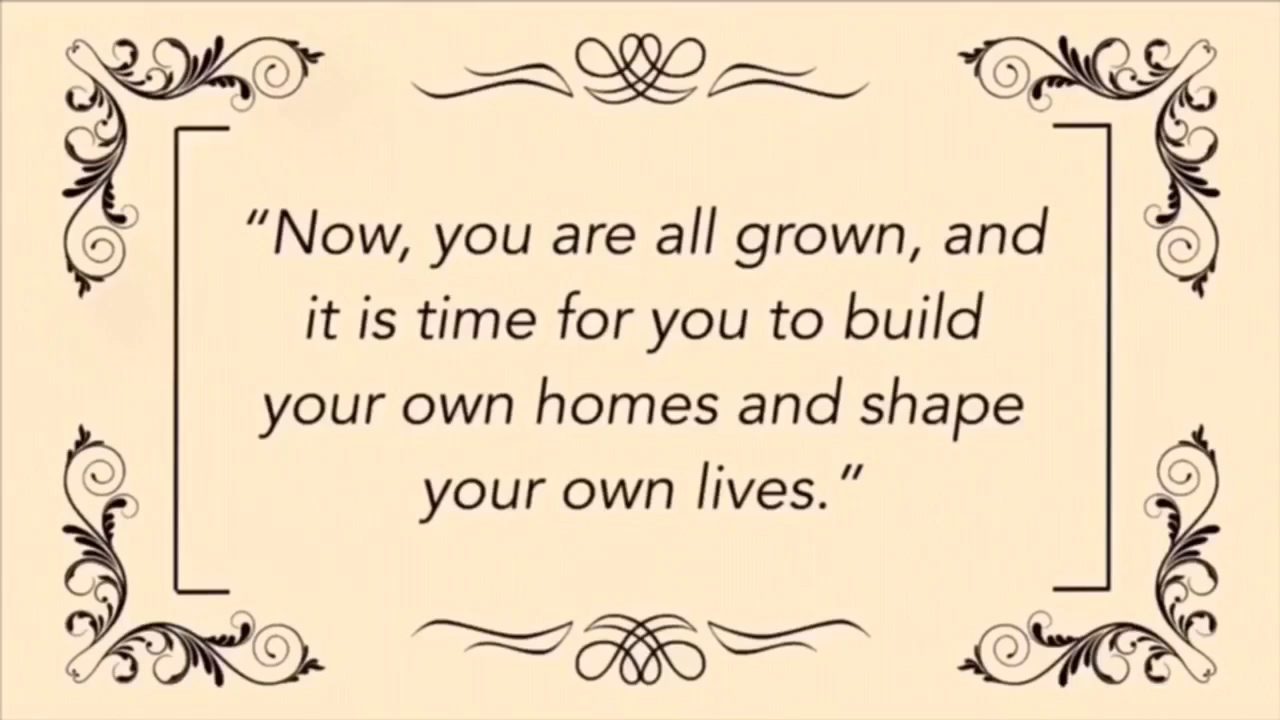 “Now, you are all grown, and
it is time for you to build
your own homes and shape
your own lives.”